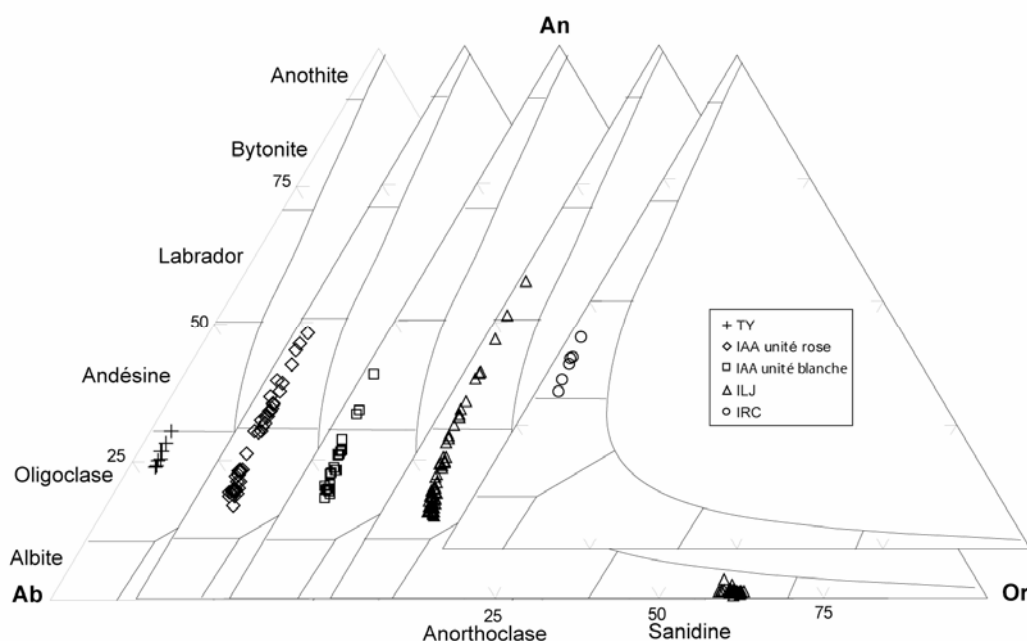 An
Anothite
Bytonite
75
Labrador
50
Andésine
25
Oligoclase
Albite
Ab
Or
25
50
75
Anorthoclase
Sanidine
TY
IAA unité rose
IAA unité blanche
ILJ
IRC